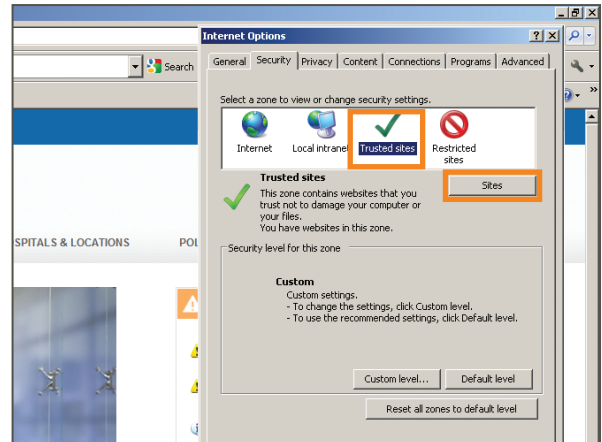 Internet Options
Search
General Security Privacy Content Connections Programs Advanced
Select a zone to view or change security settings.
Internet Local intranet Trusted sites Restricted sites
Trusted sites
Sites
This zone contains websites that you
trust not to damage your computer or
your files.
You have websites in this zone.
SPITALS & LOCATIONS
POL
Security level for this zone
Custom
Custom settings.
- To change the settings, click Custom level.
- To use the recommended settings, click Default level.
Custom level... Default level
Reset all zones to default level